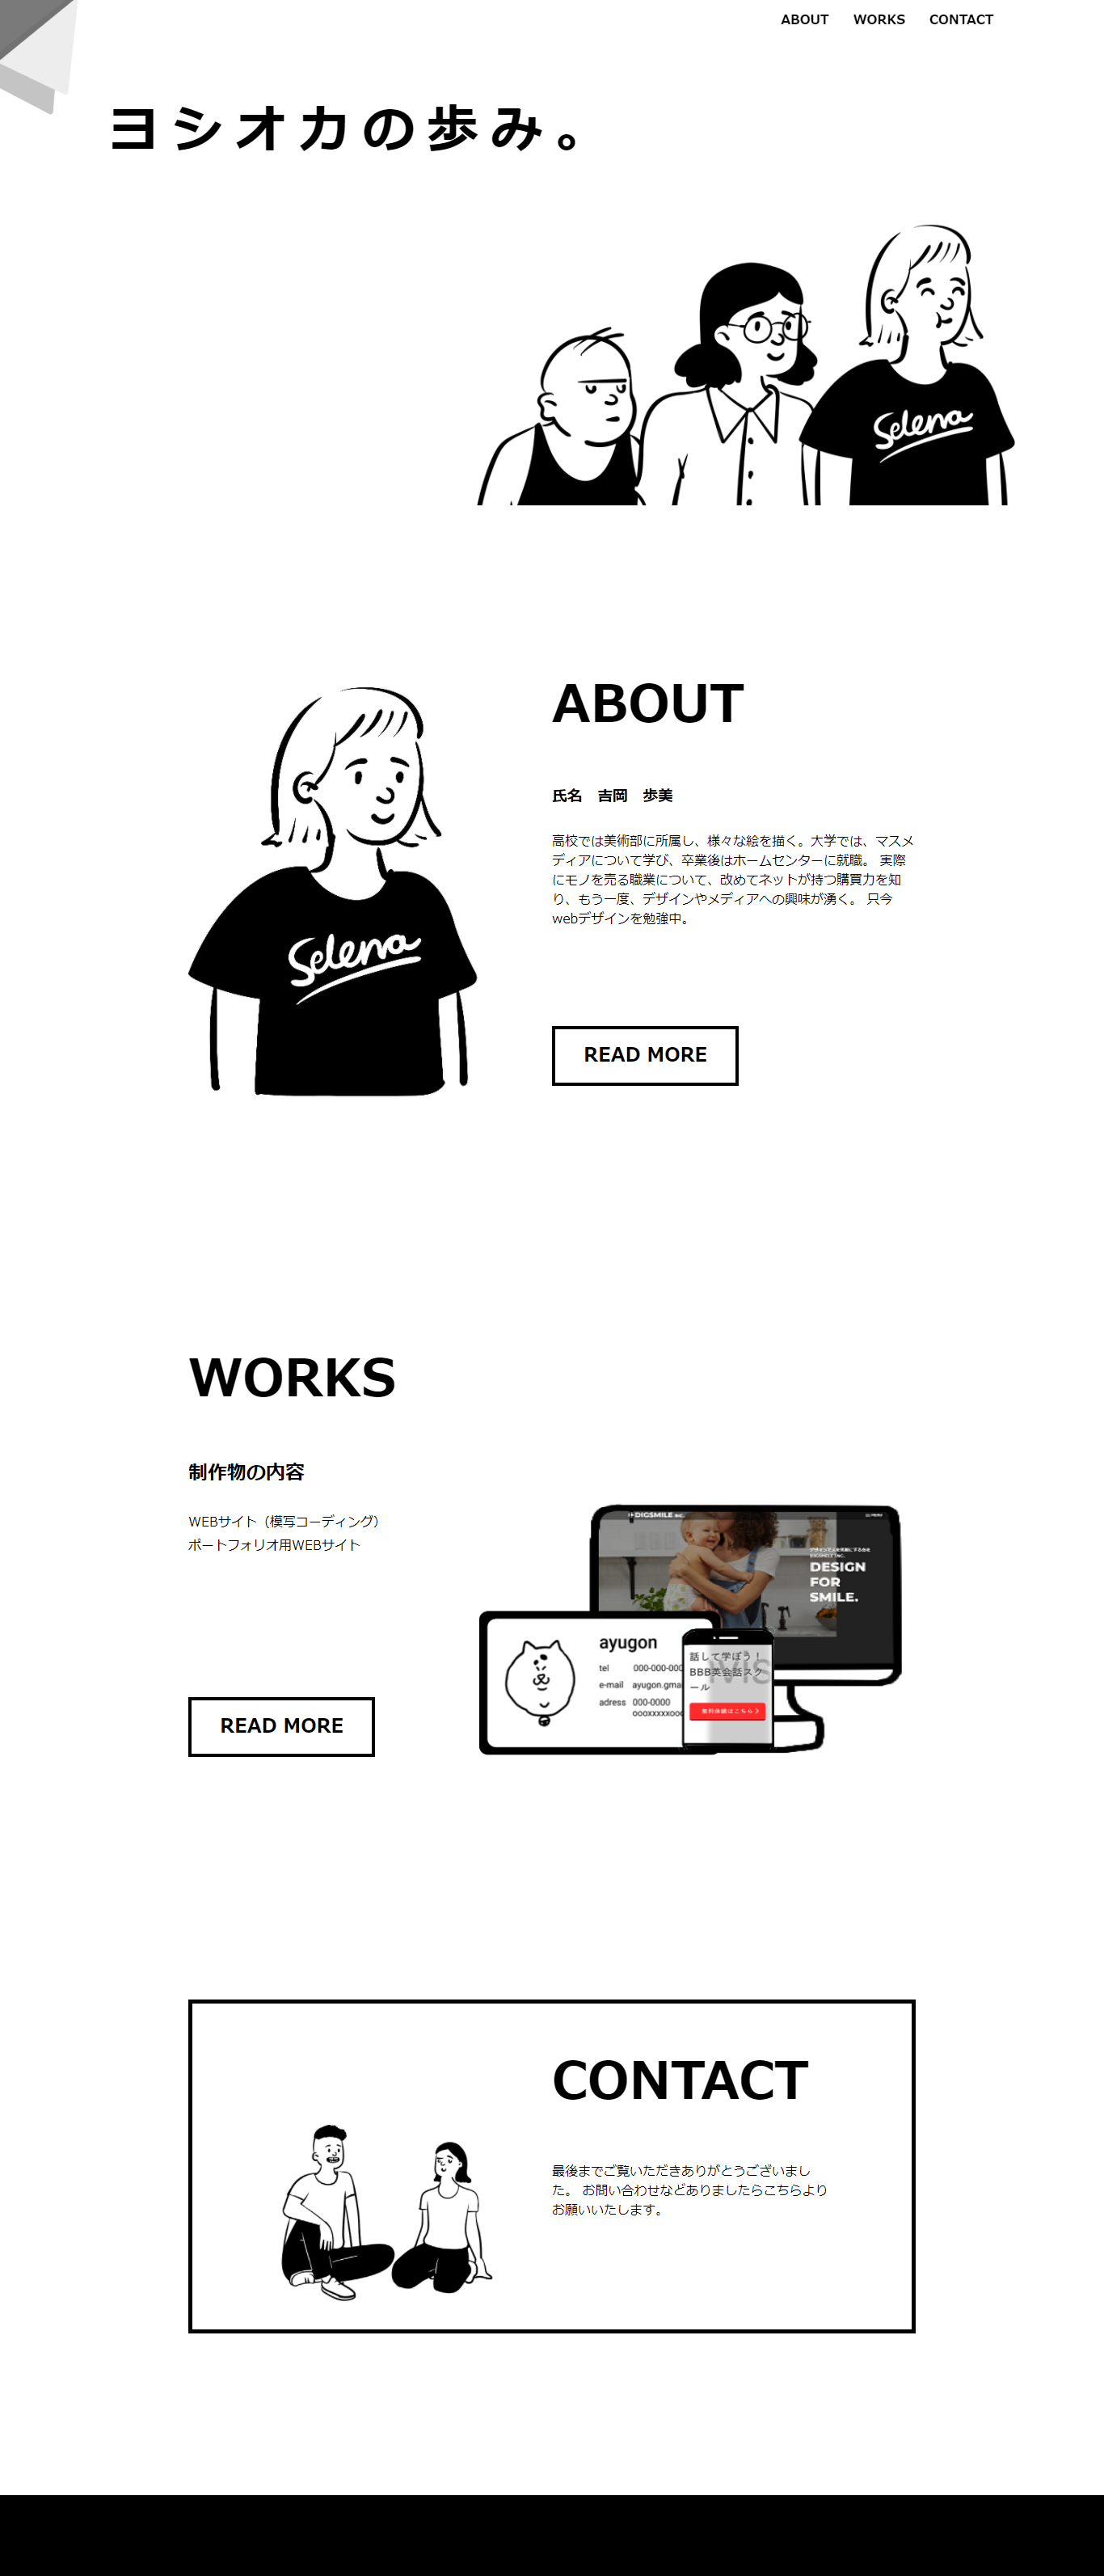 ABOUT WORKS CONTACT
ヨシオカの歩み。
Selena
ABOUT
氏名 吉岡 歩美
高校では美術部に所属し、様々な絵を描く。大学では、マスメ
ディアについて学び、卒業後はホームセンターに就職。 実際
にモノを売る職業について、改めてネットが持つ購買力を知
り、もう一度、デザインやメディアへの興味が湧く。 只今
webデザインを勉強中。
Selena
READ MORE
WORKS
制作物の内容
WEBサイト（模写コーディング）
ポートフォリオ用WEBサイト
DIGSMILE INC.
MENU
DESIGN
FOR
SMILE.
ayugon
tel 000-000-000
e-mail ayugon.gma
adress 000-0000
話して学ぼう！
BBB英会話スク
ール
無料体験はこちら
READ MORE
CONTACT
最後までご覧いただきありがとうございまし
た。 お問い合わせなどありましたらこちらより
お願いいたします。